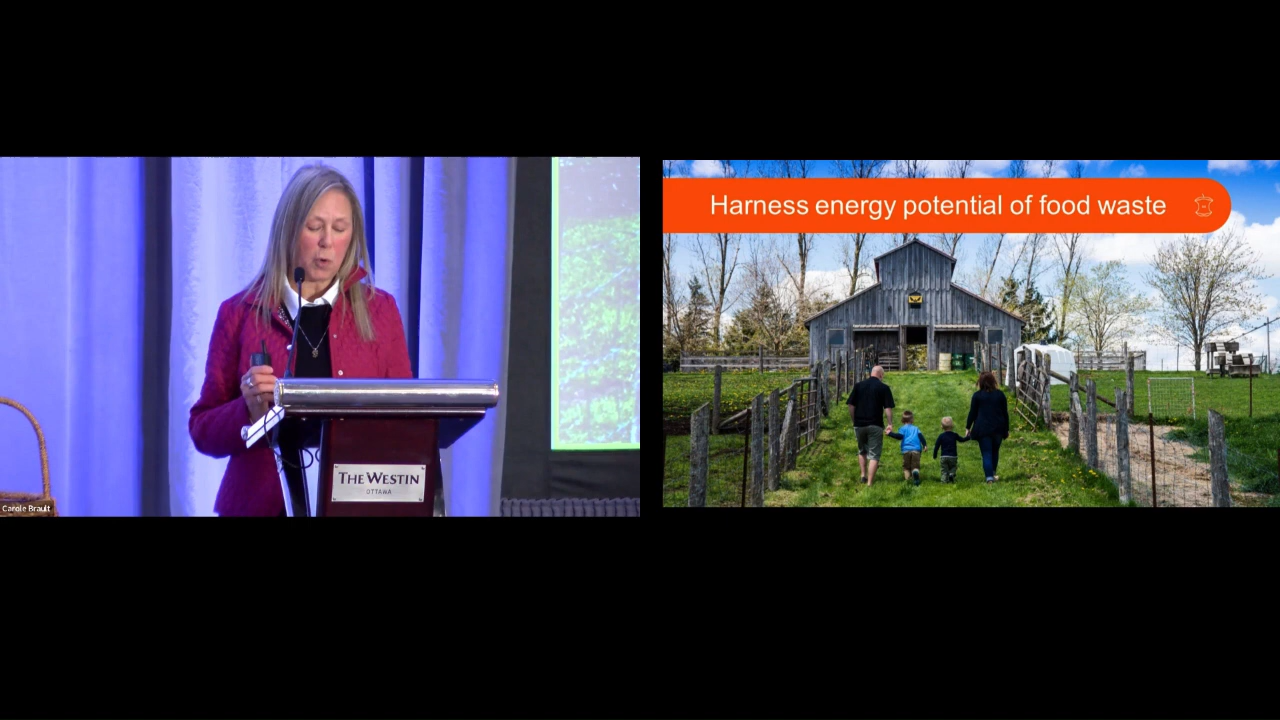 Harness energy potential of food waste
THE WESTIN
OTTAWA
Carole Brault